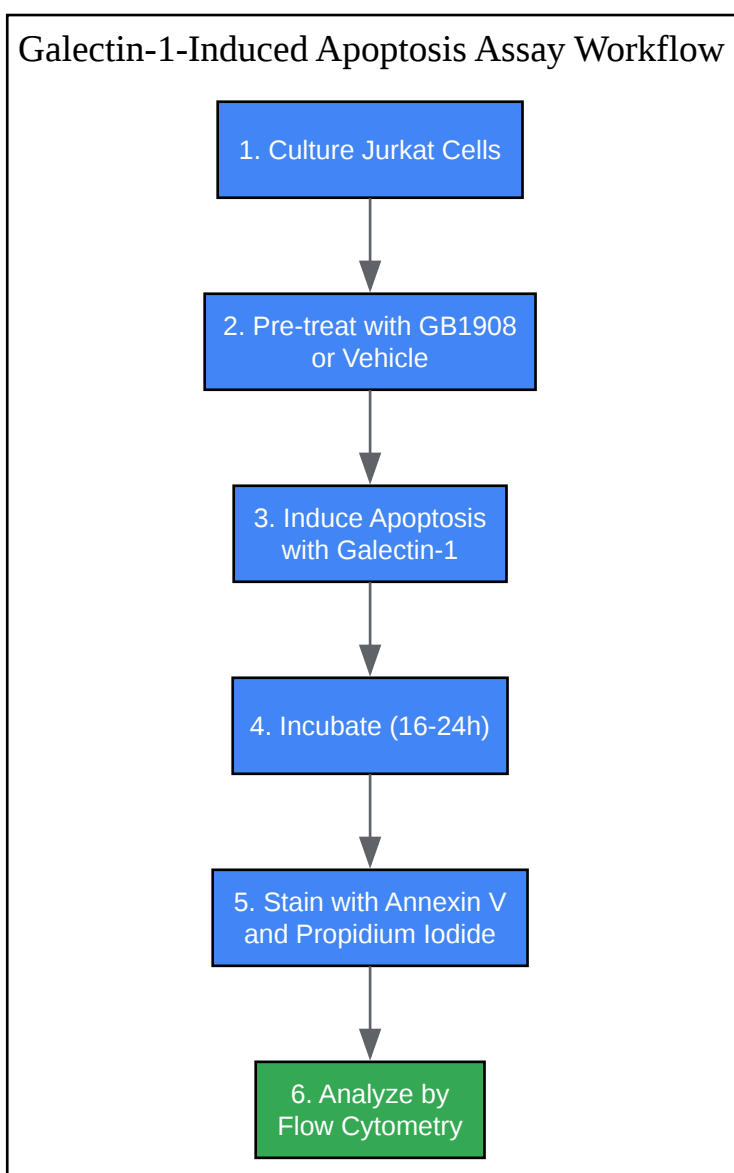 Galectin-1-Induced Apoptosis Assay Workflow
1. Culture Jurkat Cells
2. Pre-treat with GB1908
or Vehicle
3. Induce Apoptosis
with Galectin-1
4. Incubate (16-24h)
5. Stain with Annexin V
and Propidium Iodide
6. Analyze by
Flow Cytometry